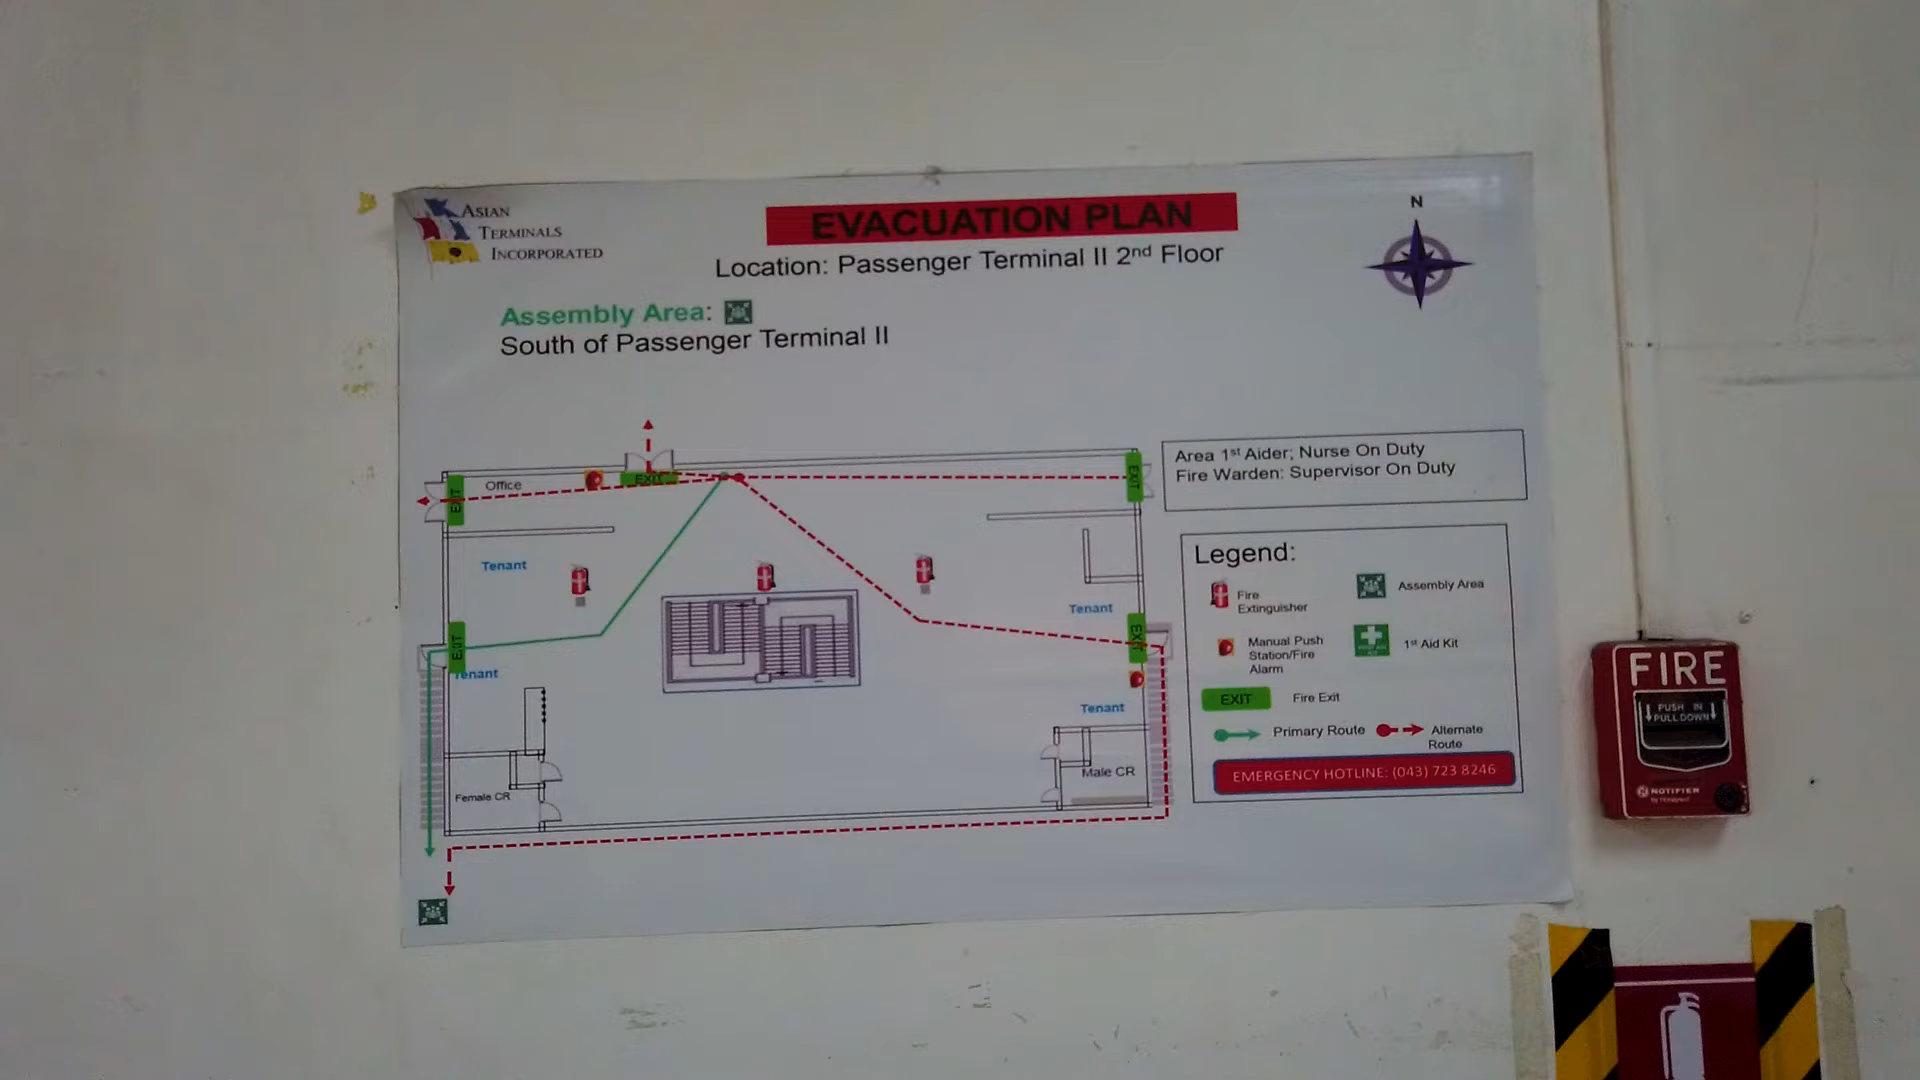 ASIAN
TERMINALS
INCORPORATED
EVACUATION PLAN
Location: Passenger Terminal II 2nd Floor
N
Assembly Area:
South of Passenger Terminal II
Office
EXIT
EXIT
EXIT
Tenant
EXIT
Tenant
Female CR
Tenant
EXIT
Tenant
Male CR
Area 1st Aider; Nurse On Duty
Fire Warden: Supervisor On Duty
Legend:
Fire
Extinguisher
Assembly Area
Manual Push
Station/Fire
Alarm
1st Aid Kit
EXIT
Fire Exit
Primary Route
Alternate
Route
EMERGENCY HOTLINE: (043) 723 8246
FIRE
PUSH IN
PULL DOWN
NOTIFIER
by Honeywell